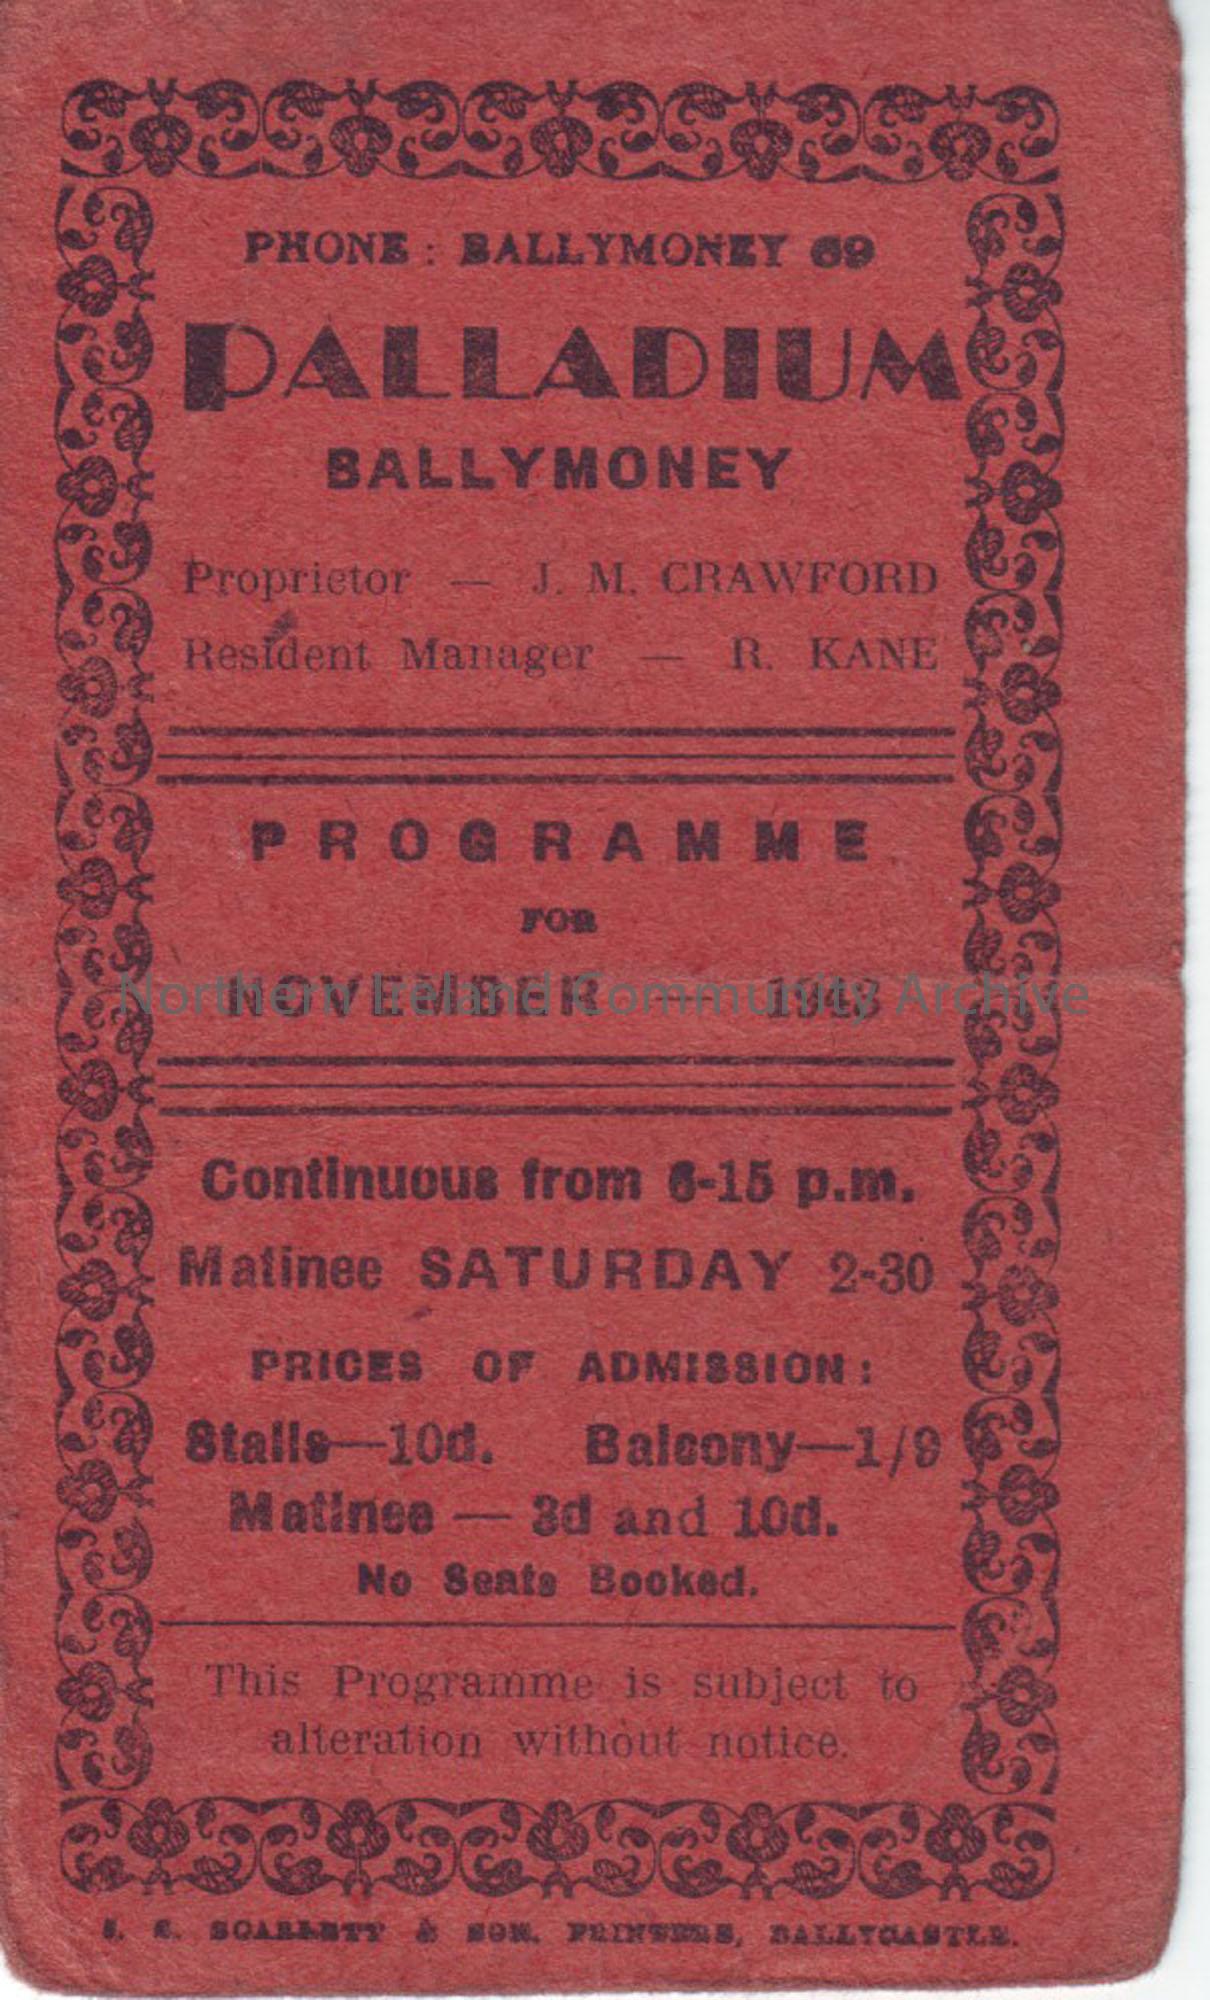 PHONE : BALLYMONEY 69
PALLADIUM
BALLYMONEY
Proprietor — J. M. CRAWFORD
Resident Manager — R. KANE
PROGRAMME
FOR
NOVEMBER —
Northern Ireland Community Archive
Continuous from 6-15 p.m.
Matinee SATURDAY 2-30
PRICES OF ADMISSION:
Stalls—10d. Balcony—1/9
Matinee — 3d and 10d.
No Seats Booked.
This Programme is subject to
alteration without notice.
SCARLETT & SON, PRINTERS, BALLYCASTLE.